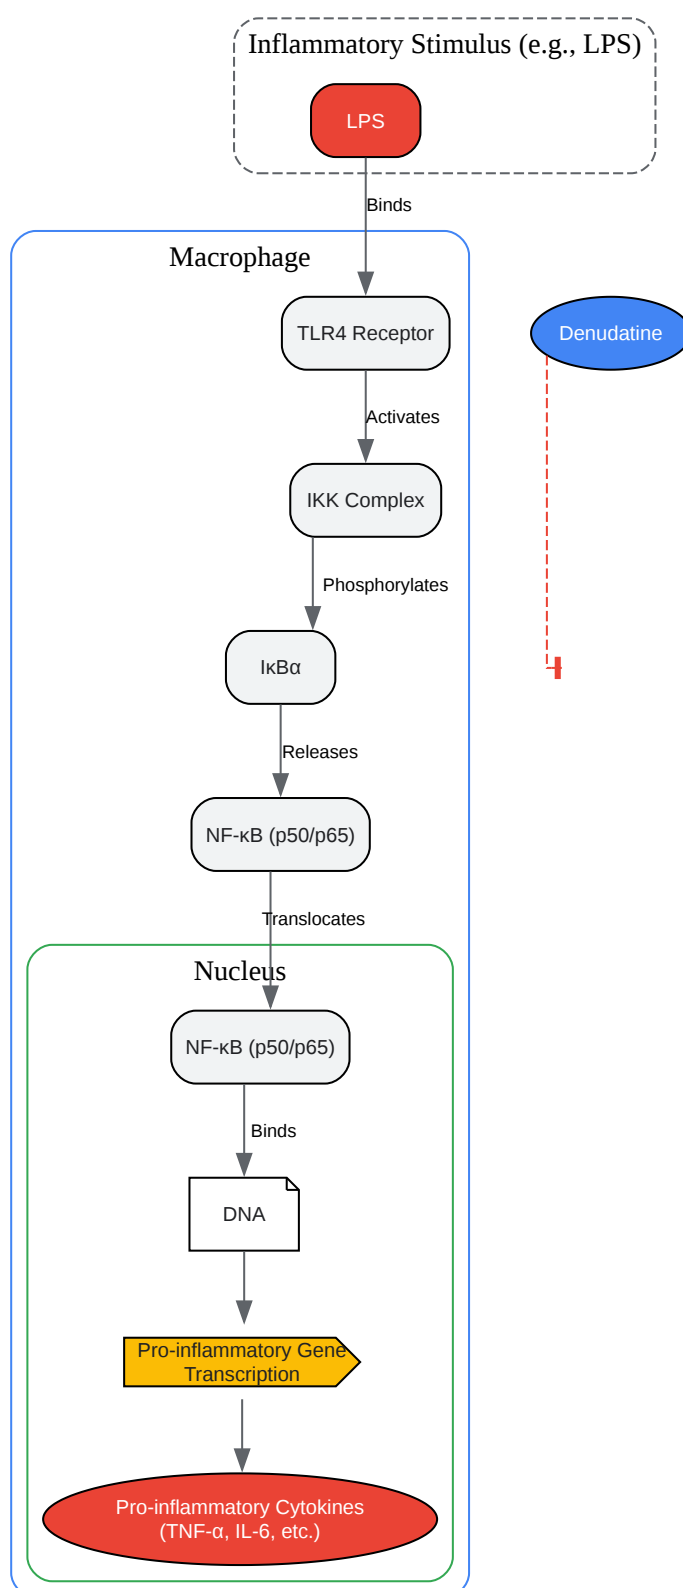 Inflammatory Stimulus (e.g., LPS)
LPS
Binds
Macrophage
TLR4 Receptor
Denudatine
Activates
IKK Complex
Phosphorylates
IκBα
Releases
NF-κB (p50/p65)
Translocates
Nucleus
NF-κB (p50/p65)
Binds
DNA
Pro-inflammatory Gene
Transcription
Pro-inflammatory Cytokines
(TNF-α, IL-6, etc.)